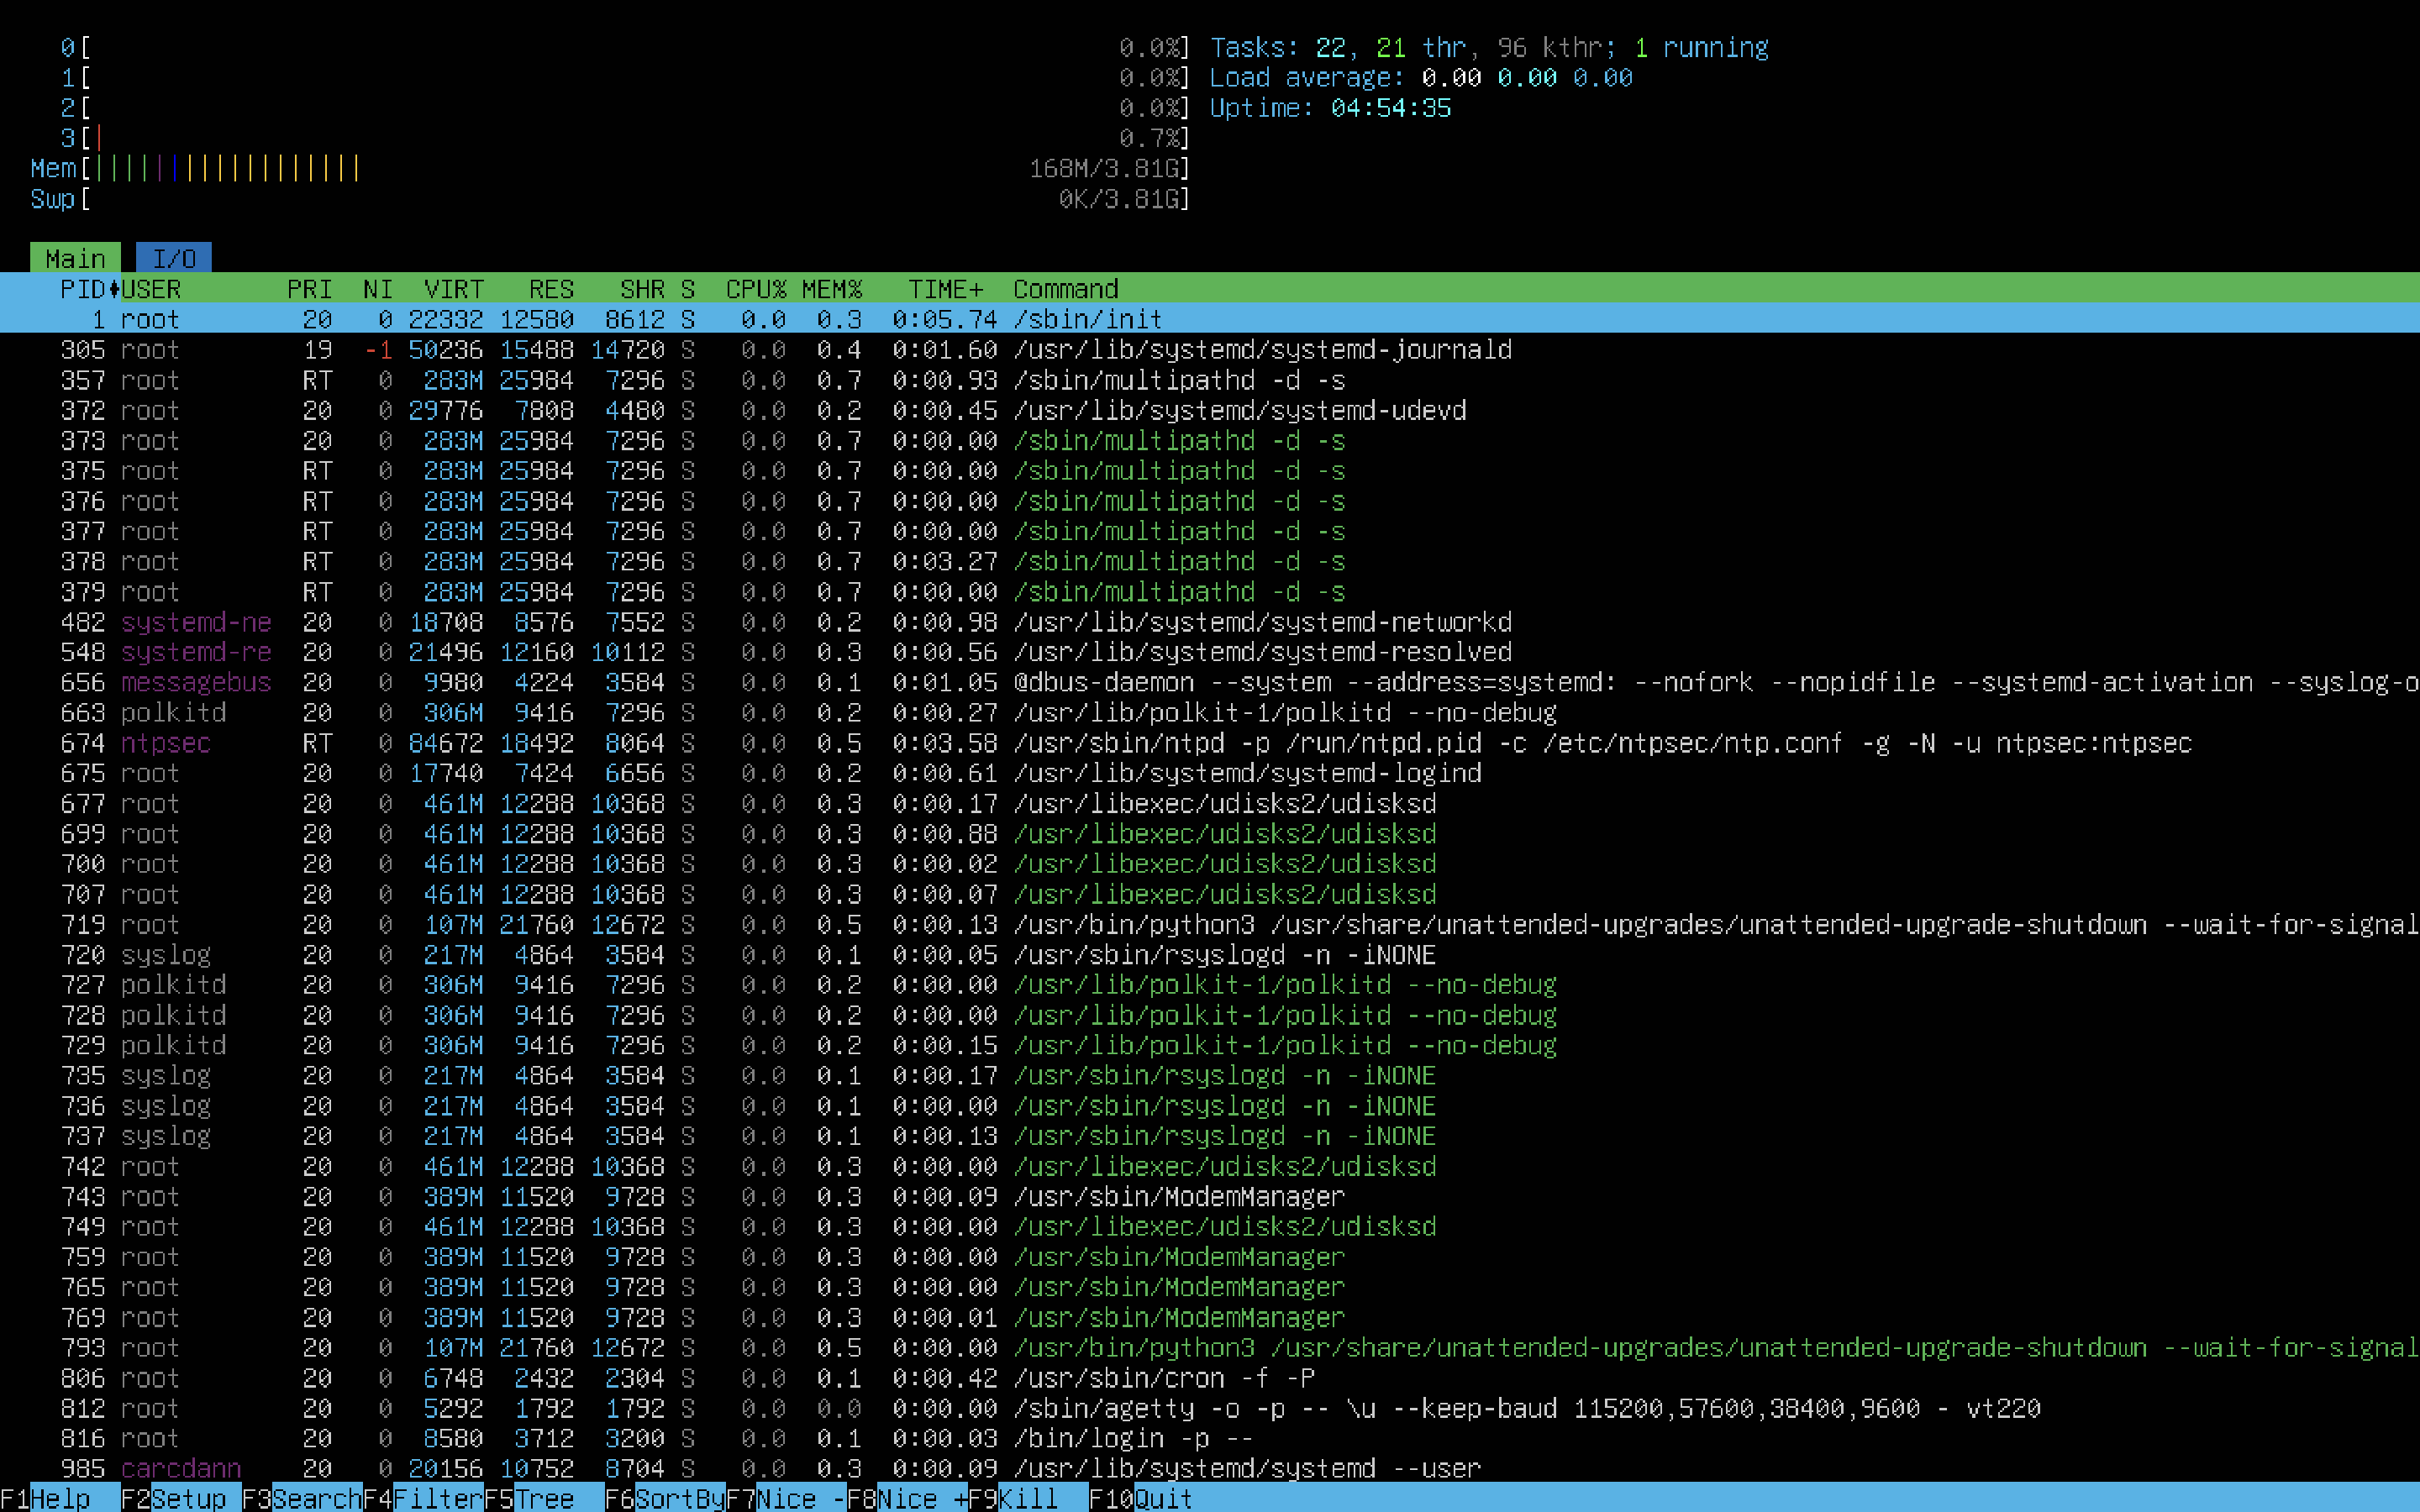 0[ 0.0%] Tasks: 22, 21 thr, 96 kthr; 1 running
1[ 0.0%] Load average: 0.00 0.00 0.00
2[ 0.0%] Uptime: 04:54:35
3[| 0.7%]
Mem[|||||||||||||||||| 168M/3.81G]
Swp[ 0K/3.81G]
Main I/O
PID USER PRI NI VIRT RES SHR S CPU% MEM% TIME+ Command
1 root 20 0 22332 12580 8612 S 0.0 0.3 0:05.74 /sbin/init
305 root 19 -1 50236 15488 14720 S 0.0 0.4 0:01.60 /usr/lib/systemd/systemd-journald
357 root RT 0 283M 25984 7296 S 0.0 0.7 0:00.93 /sbin/multipathd -d -s
372 root 20 0 29776 7808 4480 S 0.0 0.2 0:00.45 /usr/lib/systemd/systemd-udevd
373 root 20 0 283M 25984 7296 S 0.0 0.7 0:00.00 /sbin/multipathd -d -s
375 root RT 0 283M 25984 7296 S 0.0 0.7 0:00.00 /sbin/multipathd -d -s
376 root RT 0 283M 25984 7296 S 0.0 0.7 0:00.00 /sbin/multipathd -d -s
377 root RT 0 283M 25984 7296 S 0.0 0.7 0:00.00 /sbin/multipathd -d -s
378 root RT 0 283M 25984 7296 S 0.0 0.7 0:03.27 /sbin/multipathd -d -s
379 root RT 0 283M 25984 7296 S 0.0 0.7 0:00.00 /sbin/multipathd -d -s
482 systemd-ne 20 0 18708 8576 7552 S 0.0 0.2 0:00.98 /usr/lib/systemd/systemd-networkd
548 systemd-re 20 0 21496 12160 10112 S 0.0 0.3 0:00.56 /usr/lib/systemd/systemd-resolved
656 messagebus 20 0 9980 4224 3584 S 0.0 0.1 0:01.05 @dbus-daemon --system --address=systemd: --nofork --nopidfile --systemd-activation --syslog-o
663 polkitd 20 0 306M 9416 7296 S 0.0 0.2 0:00.27 /usr/lib/polkit-1/polkitd --no-debug
674 ntpsec RT 0 84672 18492 8064 S 0.0 0.5 0:03.58 /usr/sbin/ntpd -p /run/ntpd.pid -c /etc/ntpsec/ntp.conf -g -N -u ntpsec:ntpsec
675 root 20 0 17740 7424 6656 S 0.0 0.2 0:00.61 /usr/lib/systemd/systemd-logind
677 root 20 0 461M 12288 10368 S 0.0 0.3 0:00.17 /usr/libexec/udisks2/udisksd
699 root 20 0 461M 12288 10368 S 0.0 0.3 0:00.88 /usr/libexec/udisks2/udisksd
700 root 20 0 461M 12288 10368 S 0.0 0.3 0:00.02 /usr/libexec/udisks2/udisksd
707 root 20 0 461M 12288 10368 S 0.0 0.3 0:00.07 /usr/libexec/udisks2/udisksd
719 root 20 0 107M 21760 12672 S 0.0 0.5 0:00.13 /usr/bin/python3 /usr/share/unattended-upgrades/unattended-upgrade-shutdown --wait-for-signal
720 syslog 20 0 217M 4864 3584 S 0.0 0.1 0:00.05 /usr/sbin/rsyslogd -n -iNONE
727 polkitd 20 0 306M 9416 7296 S 0.0 0.2 0:00.00 /usr/lib/polkit-1/polkitd --no-debug
728 polkitd 20 0 306M 9416 7296 S 0.0 0.2 0:00.00 /usr/lib/polkit-1/polkitd --no-debug
729 polkitd 20 0 306M 9416 7296 S 0.0 0.2 0:00.15 /usr/lib/polkit-1/polkitd --no-debug
735 syslog 20 0 217M 4864 3584 S 0.0 0.1 0:00.17 /usr/sbin/rsyslogd -n -iNONE
736 syslog 20 0 217M 4864 3584 S 0.0 0.1 0:00.00 /usr/sbin/rsyslogd -n -iNONE
737 syslog 20 0 217M 4864 3584 S 0.0 0.1 0:00.13 /usr/sbin/rsyslogd -n -iNONE
742 root 20 0 461M 12288 10368 S 0.0 0.3 0:00.00 /usr/libexec/udisks2/udisksd
743 root 20 0 389M 11520 9728 S 0.0 0.3 0:00.09 /usr/sbin/ModemManager
749 root 20 0 461M 12288 10368 S 0.0 0.3 0:00.00 /usr/libexec/udisks2/udisksd
759 root 20 0 389M 11520 9728 S 0.0 0.3 0:00.00 /usr/sbin/ModemManager
765 root 20 0 389M 11520 9728 S 0.0 0.3 0:00.00 /usr/sbin/ModemManager
769 root 20 0 389M 11520 9728 S 0.0 0.3 0:00.01 /usr/sbin/ModemManager
793 root 20 0 107M 21760 12672 S 0.0 0.5 0:00.00 /usr/bin/python3 /usr/share/unattended-upgrades/unattended-upgrade-shutdown --wait-for-signal
806 root 20 0 6748 2432 2304 S 0.0 0.1 0:00.42 /usr/sbin/cron -f -P
812 root 20 0 5292 1792 1792 S 0.0 0.0 0:00.00 /sbin/agetty -o -p -- \u --keep-baud 115200,57600,38400,9600 - vt220
816 root 20 0 8580 3712 3200 S 0.0 0.1 0:00.03 /bin/login -p --
985 carcdann 20 0 20156 10752 8704 S 0.0 0.3 0:00.09 /usr/lib/systemd/systemd --user
F1Help F2Setup F3SearchF4FilterF5Tree F6SortByF7Nice -F8Nice +F9Kill F10Quit